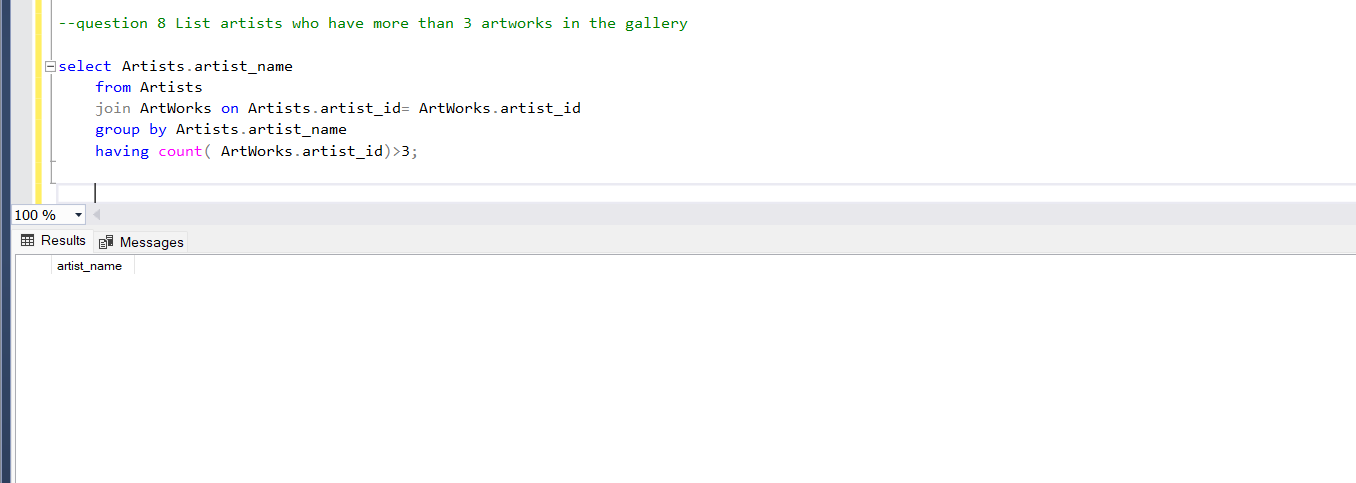 --question 8 List artists who have more than 3 artworks in the gallery
select Artists.artist_name
from Artists
join ArtWorks on Artists.artist_id= ArtWorks.artist_id
group by Artists.artist_name
having count( ArtWorks.artist_id)>3;
100 %
Results Messages
artist_name